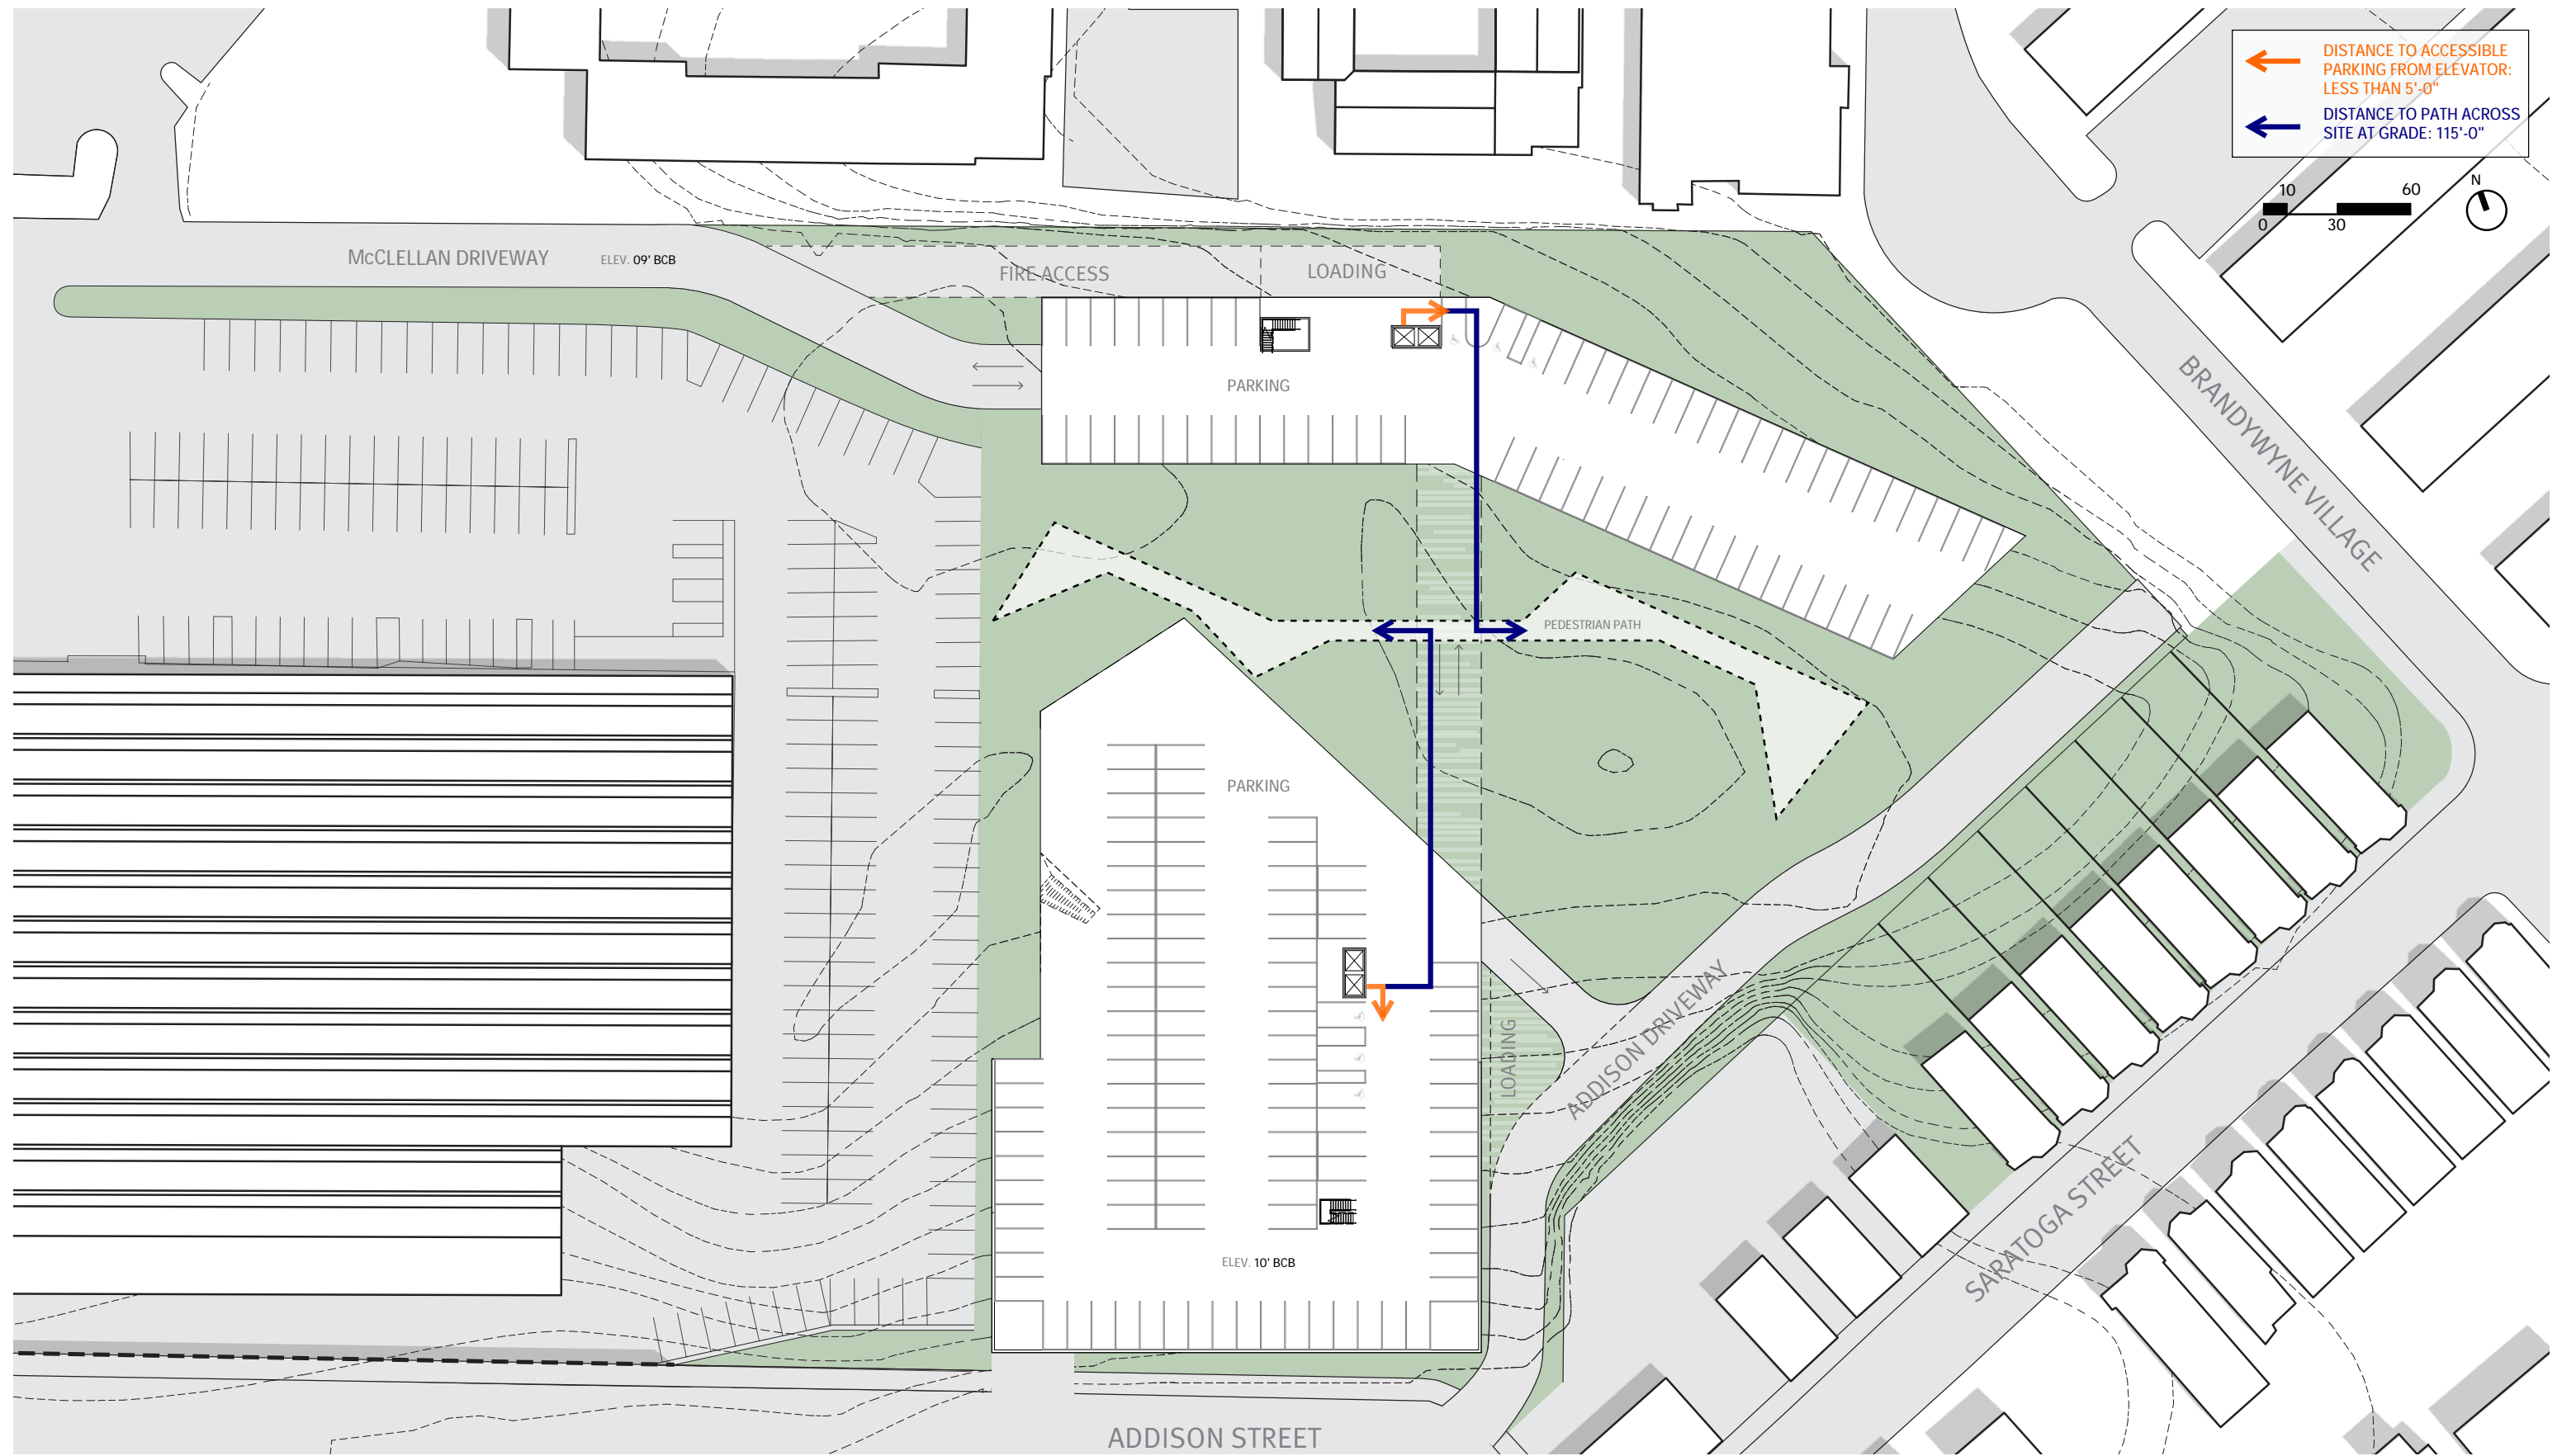 DISTANCE TO ACCESSIBLE
PARKING FROM ELEVATOR:
LESS THAN 5'-0"
DISTANCE TO PATH ACROSS
SITE AT GRADE: 115'-0"
10 60
0 30
N
McCLELLAN DRIVEWAY
ELEV. 09' BCB
FIRE ACCESS
LOADING
PARKING
BRANDYWYNE VILLAGE
PEDESTRIAN PATH
PARKING
LOADING
ADDISON DRIVEWAY
SARATOGA STREET
ELEV. 10' BCB
ADDISON STREET